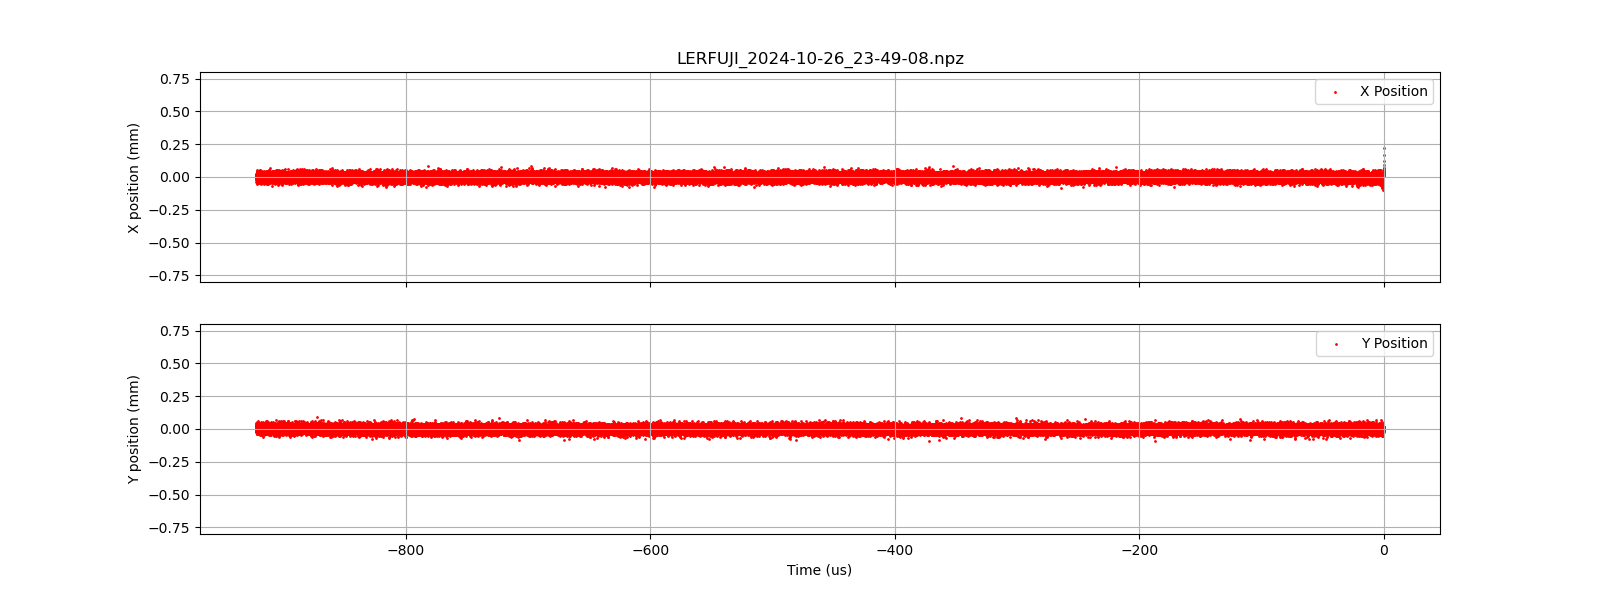 LERFUJI_2024-10-26_23-49-08.npz
0.75
0.50
0.25
0.00
−0.25
−0.50
−0.75
X position (mm)
X Position
0.75
0.50
0.25
0.00
−0.25
−0.50
−0.75
Y position (mm)
Y Position
−800 −600 −400 −200 0
Time (us)